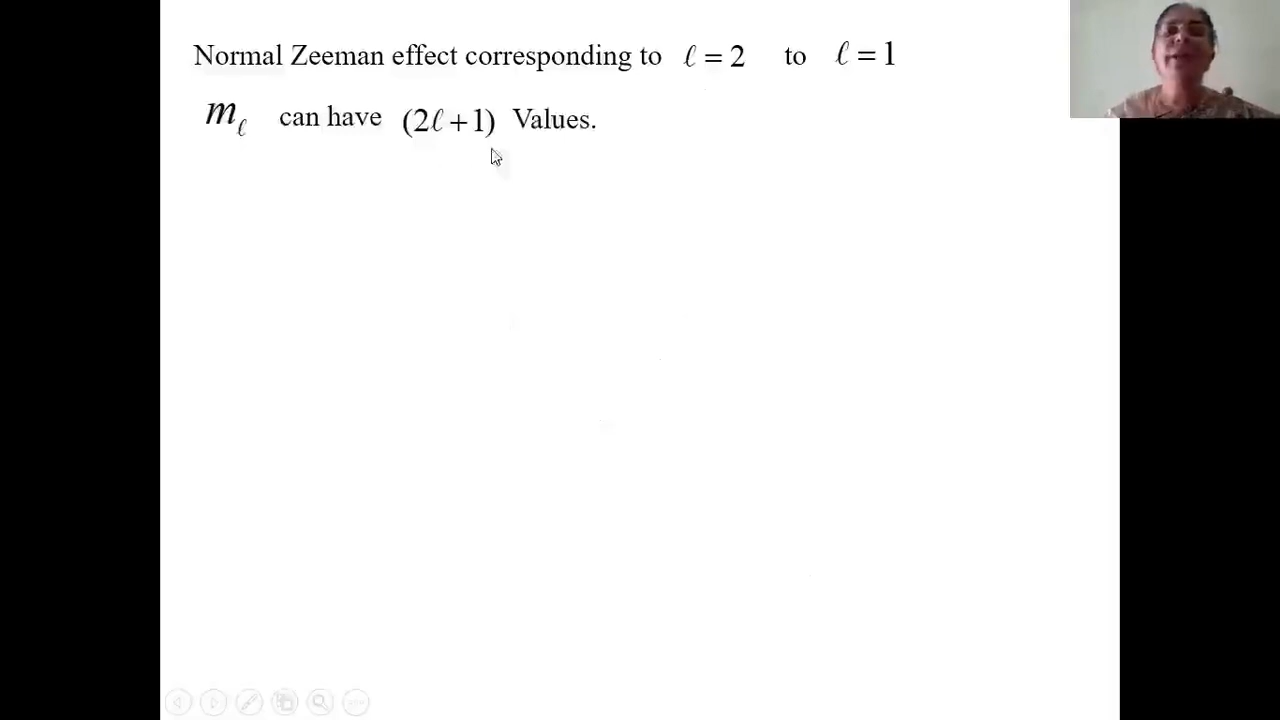 Normal Zeeman effect corresponding to ℓ = 2 to ℓ = 1
m_ℓ can have (2ℓ + 1) Values.